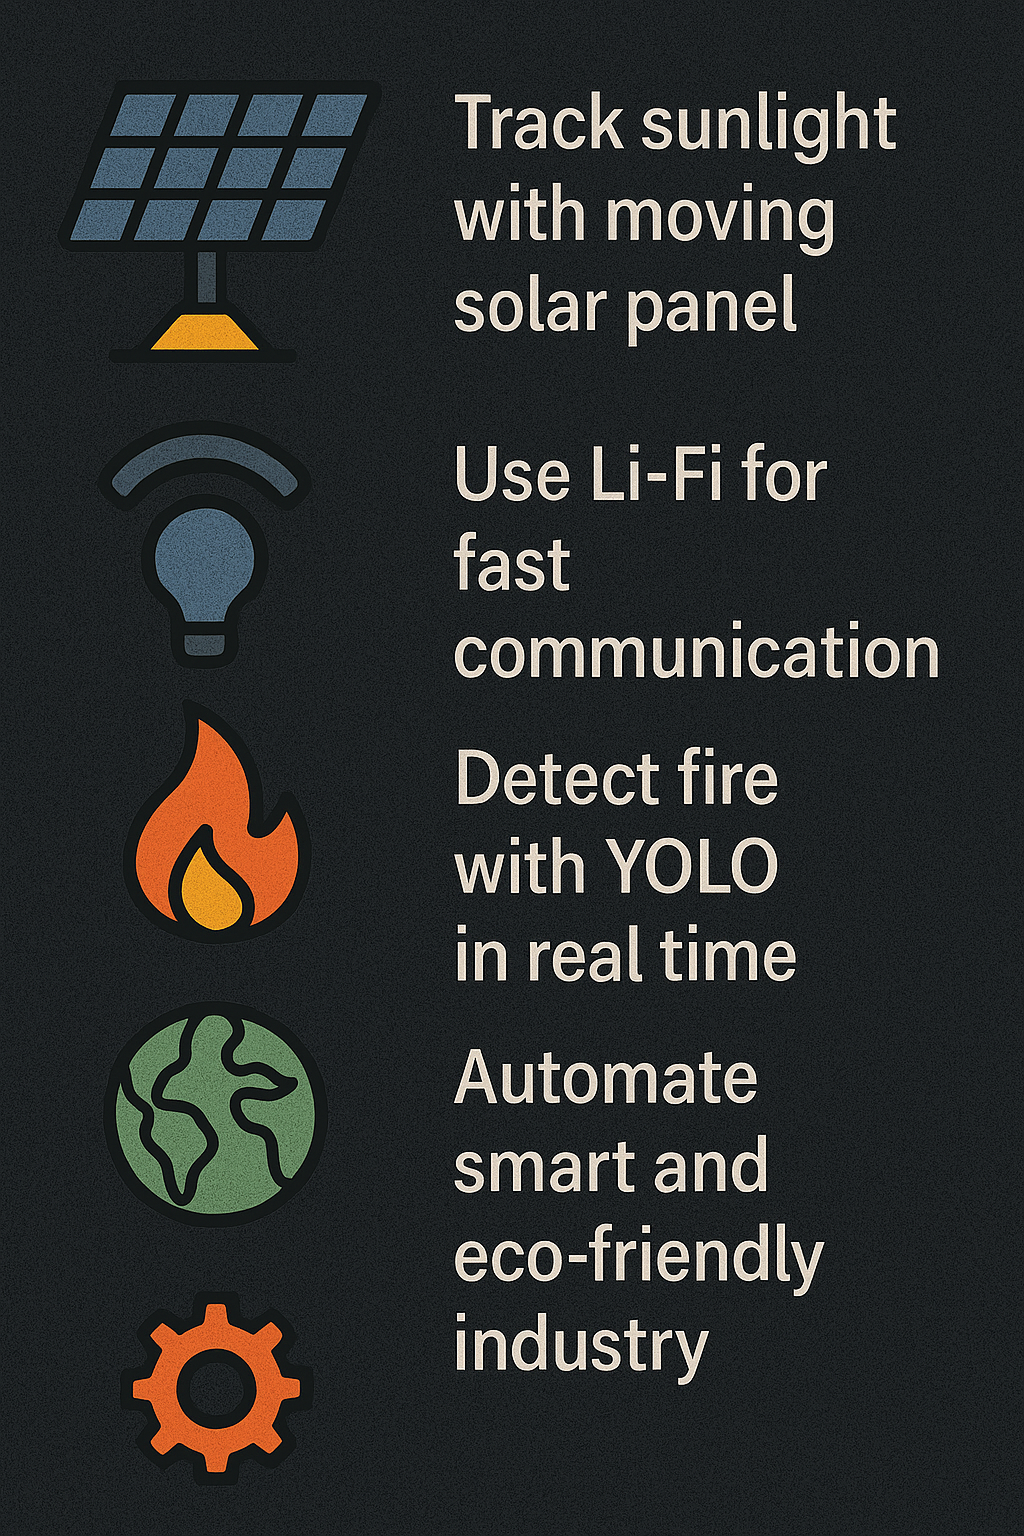 Track sunlight
with moving
solar panel
Use Li-Fi for
fast
communication
Detect fire
with YOLO
in real time
Automate
smart and
eco-friendly
industry